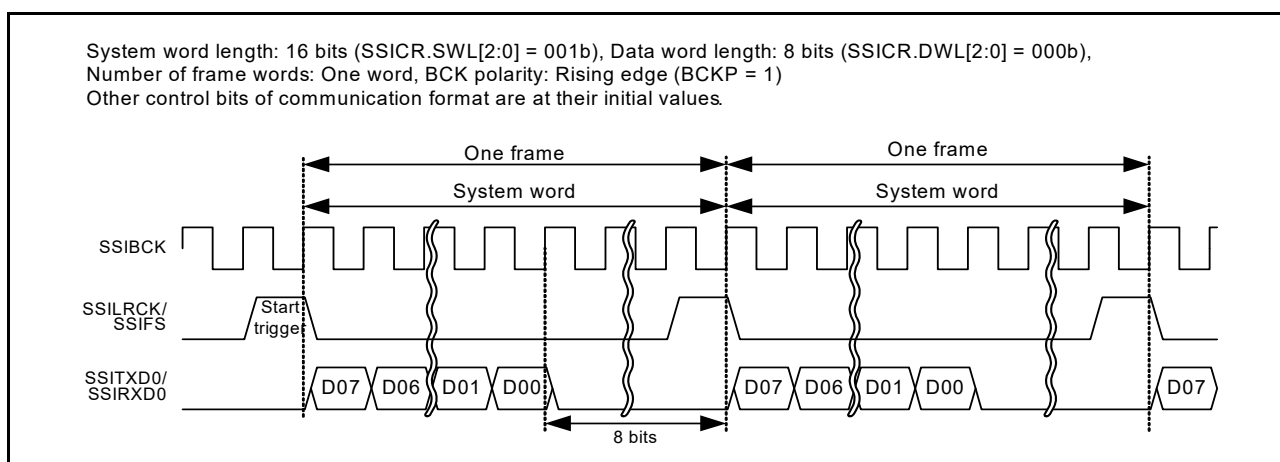 System word length: 16 bits (SSICR.SWL[2:0] = 001b), Data word length: 8 bits (SSICR.DWL[2:0] = 000b),
Number of frame words: One word, BCK polarity: Rising edge (BCKP = 1)
Other control bits of communication format are at their initial values.
One frame One frame
System word System word
SSIBCK
SSILRCK/
SSIFS
Start
trigger
SSITXD0/
SSIRXD0
D07 D06 D01 D00 D07 D06 D01 D00 D07
8 bits